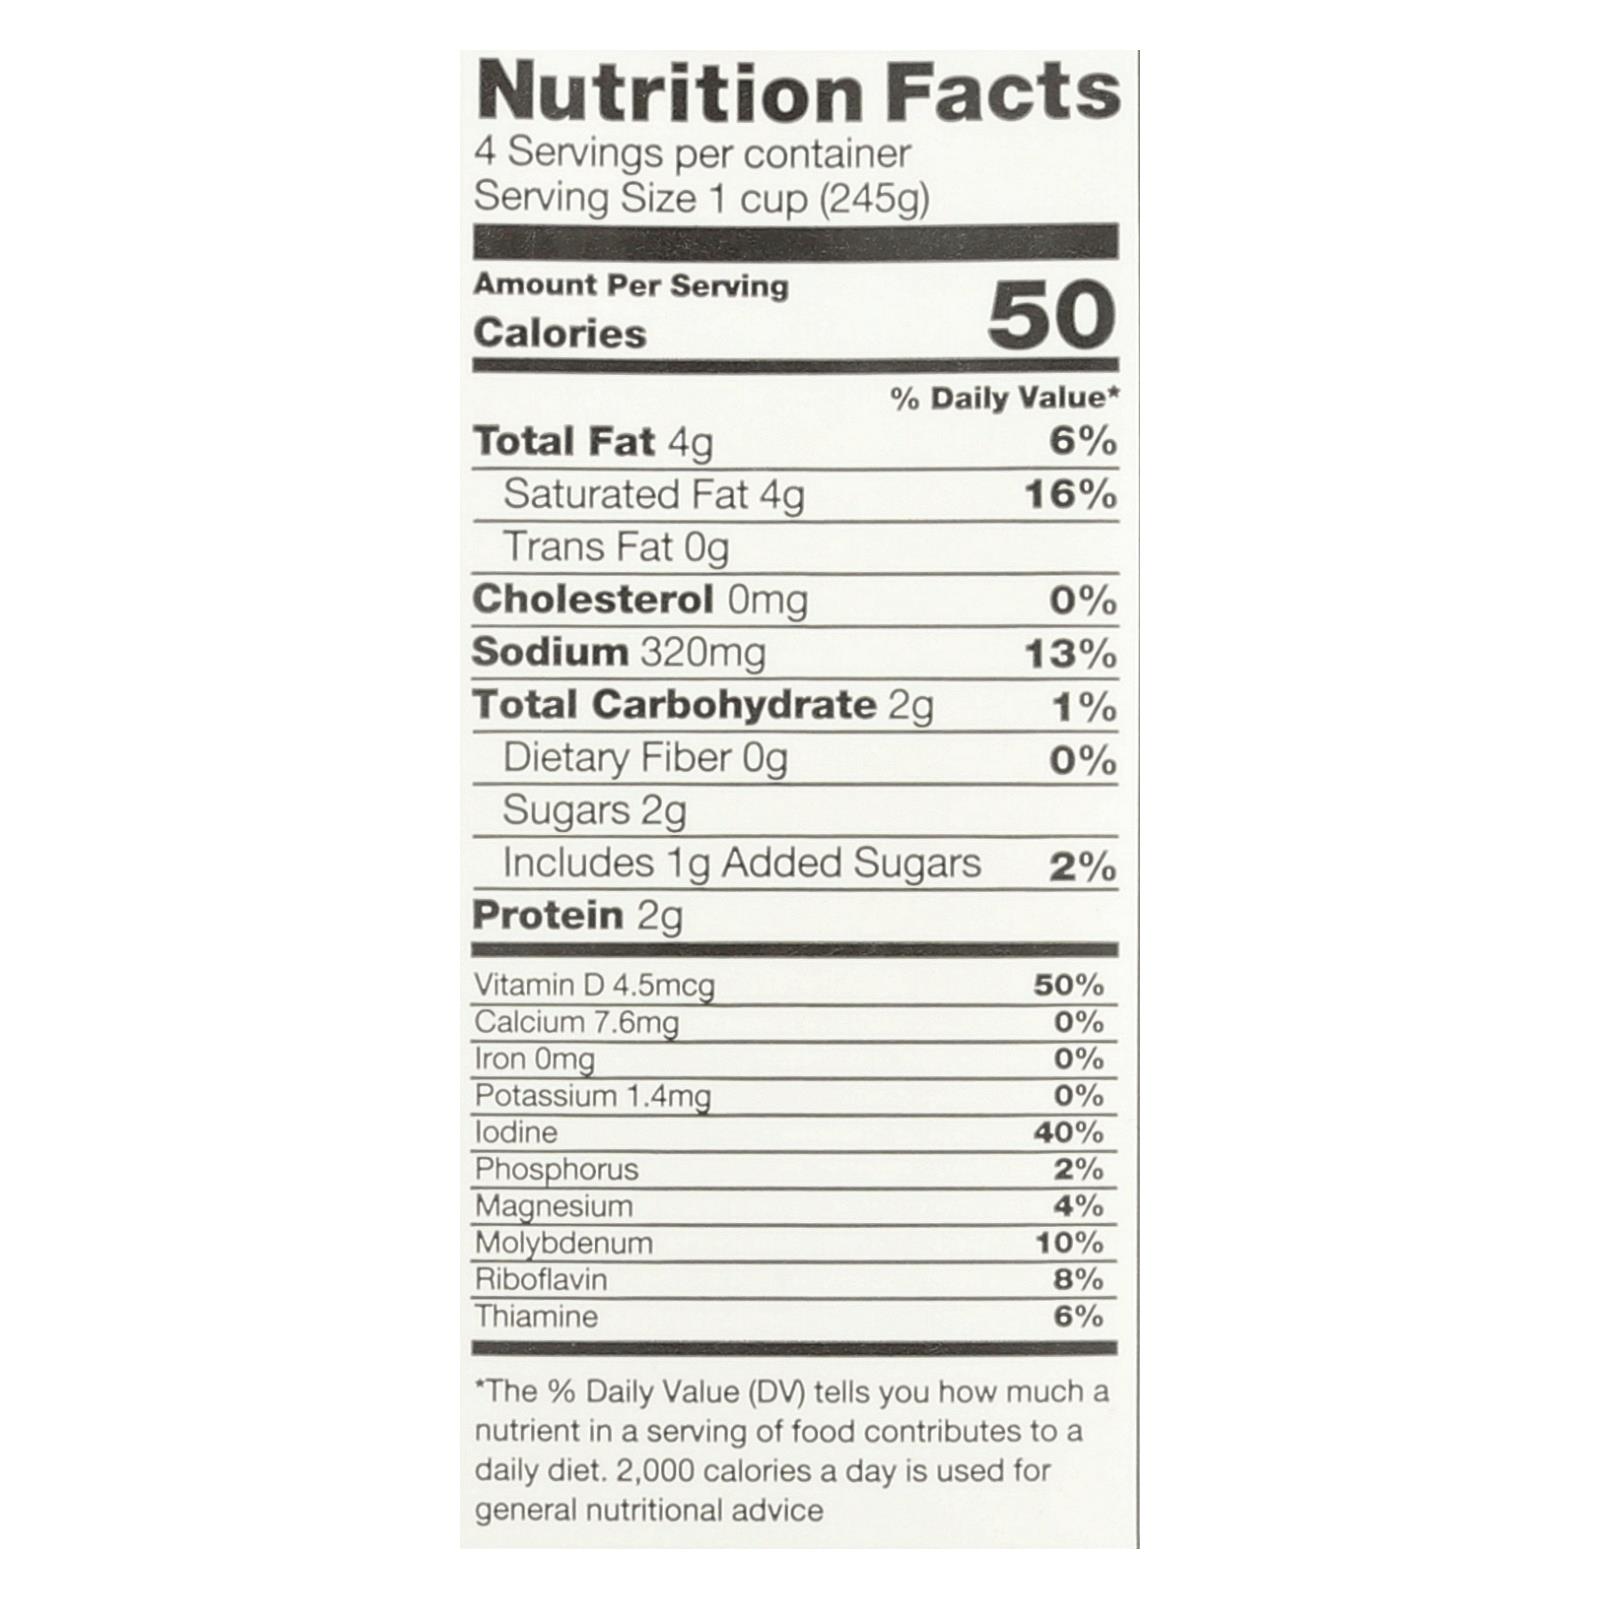 Nutrition Facts
4 Servings per container
Serving Size 1 cup (245g)
Amount Per Serving
Calories 50
% Daily Value*
Total Fat 4g 6%
Saturated Fat 4g 16%
Trans Fat 0g
Cholesterol 0mg 0%
Sodium 320mg 13%
Total Carbohydrate 2g 1%
Dietary Fiber 0g 0%
Sugars 2g
Includes 1g Added Sugars 2%
Protein 2g
Vitamin D 4.5mcg 50%
Calcium 7.6mg 0%
Iron 0mg 0%
Potassium 1.4mg 0%
Iodine 40%
Phosphorus 2%
Magnesium 4%
Molybdenum 10%
Riboflavin 8%
Thiamine 6%
*The % Daily Value (DV) tells you how much a
nutrient in a serving of food contributes to a
daily diet. 2,000 calories a day is used for
general nutritional advice